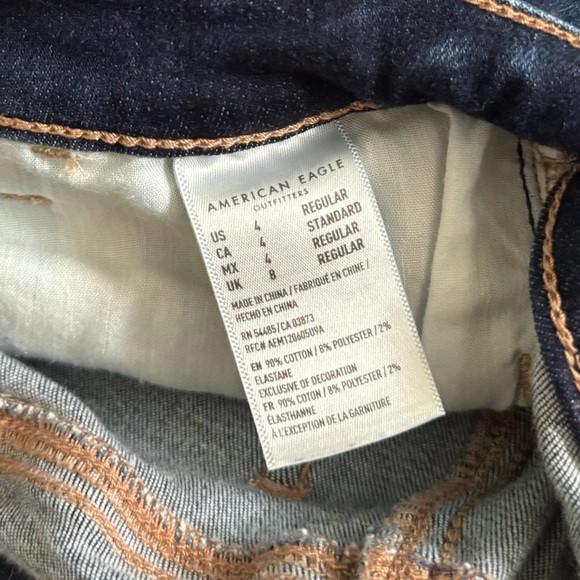 AMERICAN EAGLE
OUTFITTERS
US 4 REGULAR
CA 4 STANDARD
MX 4 REGULAR
UK 8 REGULAR
MADE IN CHINA / FABRIQUÉ EN CHINE /
HECHO EN CHINA
RN 54485/CA 03873
RFC# AEM1206050J9A
EN 90% COTTON / 8% POLYESTER / 2%
ELASTANE
EXCLUSIVE OF DECORATION
FR 90% COTON / 8% POLYESTER / 2%
ÉLASTHANNE
À L'EXCEPTION DE LA GARNITURE